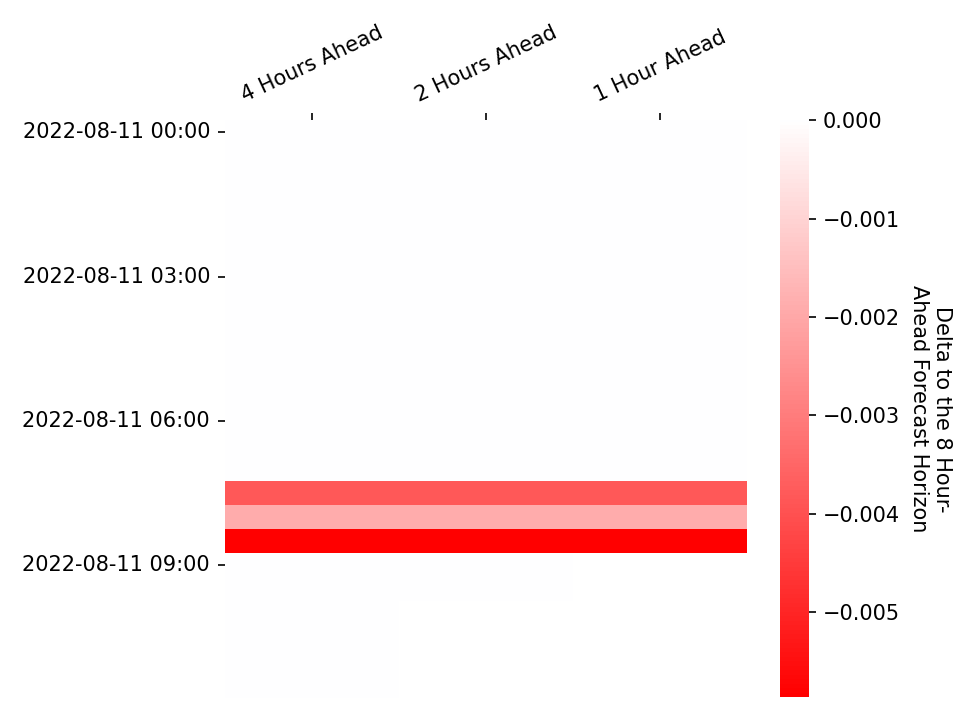 4 Hours Ahead
2 Hours Ahead
1 Hour Ahead
2022-08-11 00:00
2022-08-11 03:00
2022-08-11 06:00
2022-08-11 09:00
0.000
−0.001
−0.002
−0.003
−0.004
−0.005
Delta to the 8 Hour-
Ahead Forecast Horizon